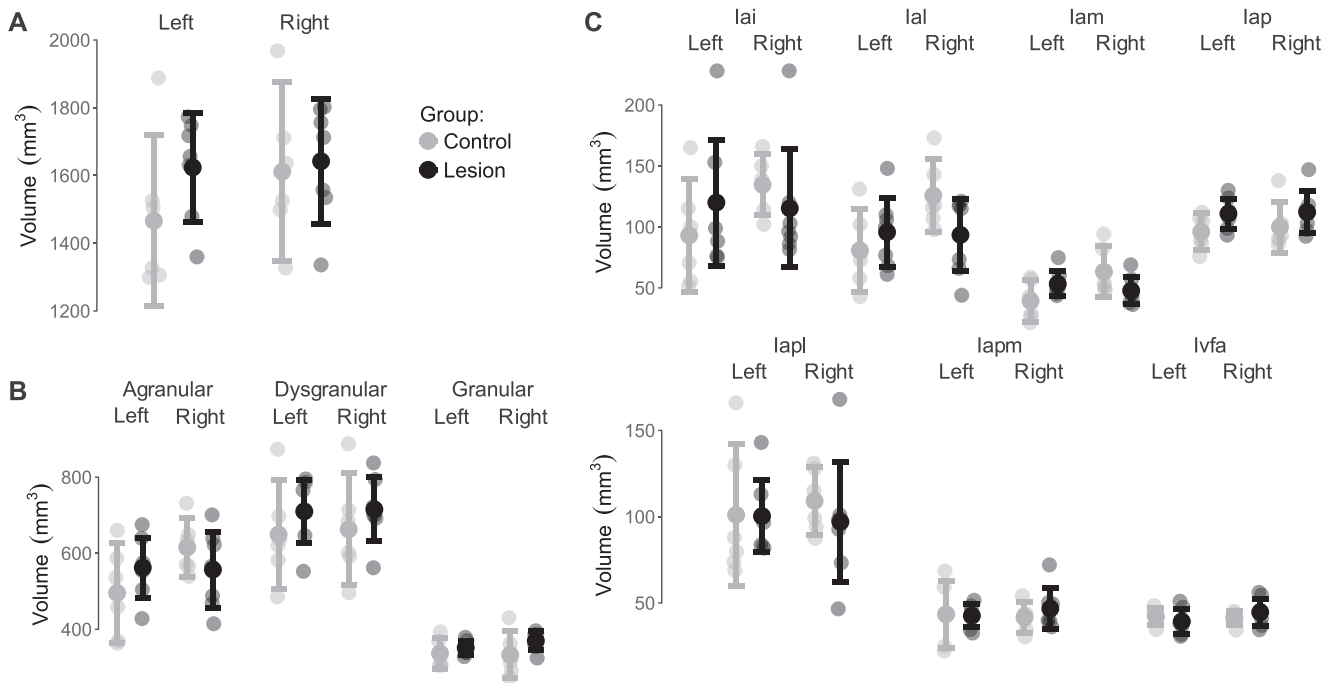 A
Left Right
2000
1800
1600
1400
1200
Volume (mm³)
Group:
Control
Lesion
B
Agranular Dysgranular Granular
Left Right Left Right Left Right
800
600
400
Volume (mm³)
C
Iai Ial Iam Iap
Left Right Left Right Left Right Left Right
200
150
100
50
Volume (mm³)
Iapl Iapm Ivfa
Left Right Left Right Left Right
150
100
50
Volume (mm³)